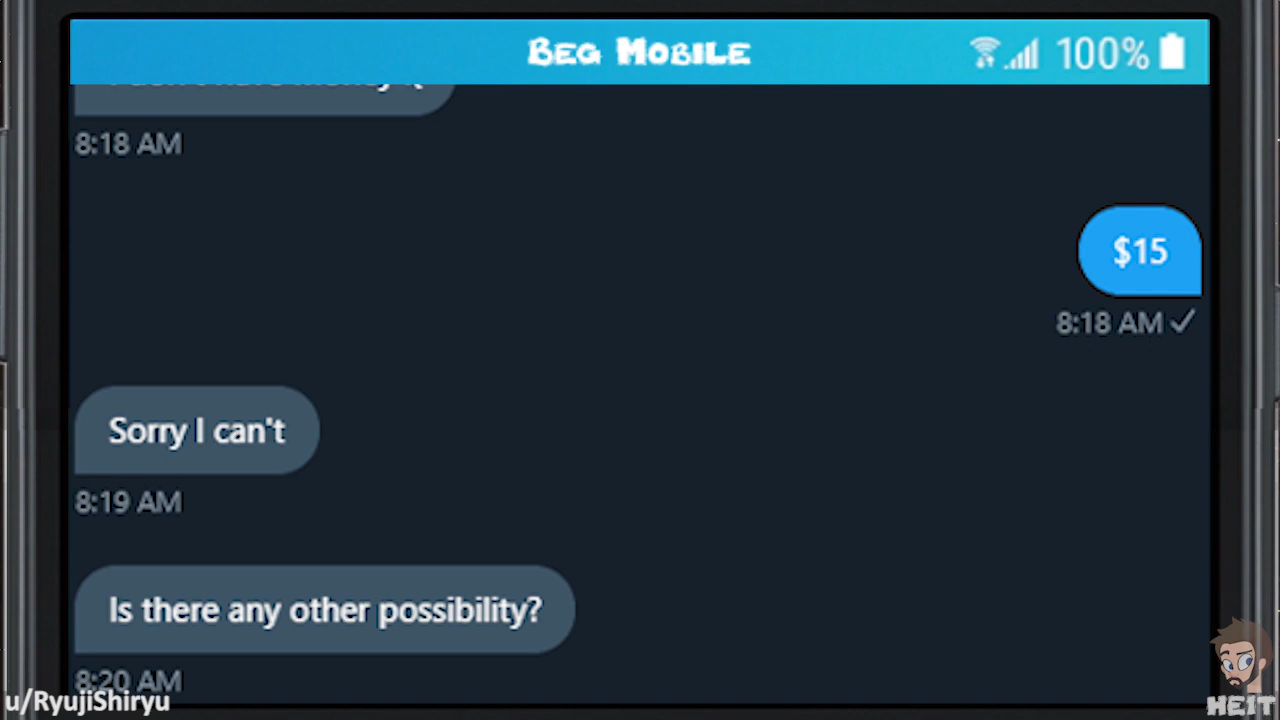 Beg Mobile
100%
8:18 AM
$15
8:18 AM
Sorry I can't
8:19 AM
Is there any other possibility?
8:20 AM
u/RyujiShiryu
HEIT